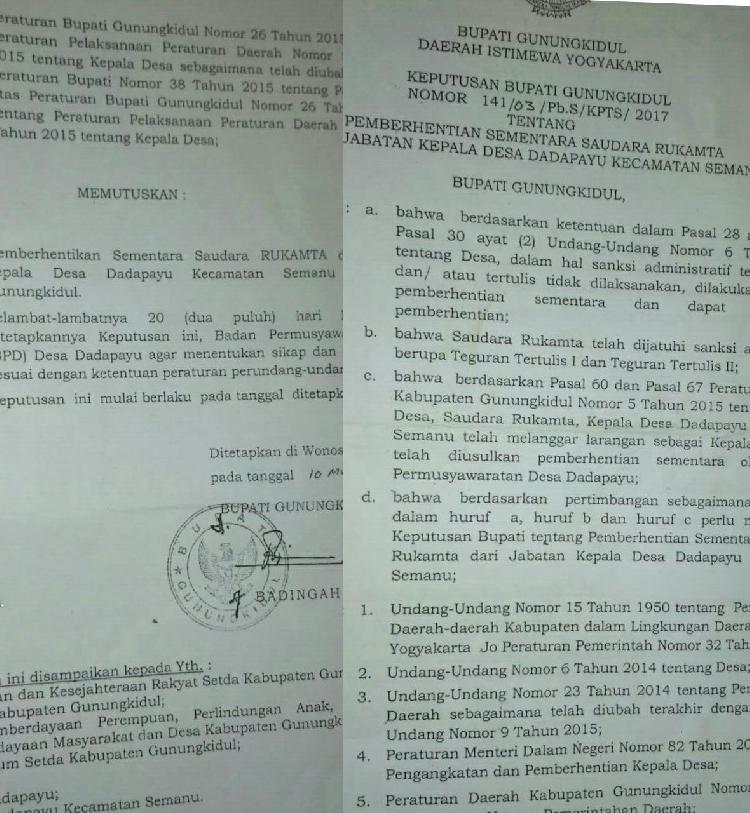 eraturan Bupati Gunungkidul Nomor 26 Tahun 2015
eraturan Pelaksanaan Peraturan Daerah Nomor
015 tentang Kepala Desa sebagaimana telah diubah
eraturan Bupati Nomor 38 Tahun 2015 tentang P
tas Peraturan Bupati Gunungkidul Nomor 26 Tah
entang Peraturan Pelaksanaan Peraturan Daerah
ahun 2015 tentang Kepala Desa;
MEMUTUSKAN :
emberhentikan Sementara Saudara RUKAMTA d
epala Desa Dadapayu Kecamatan Semanu
unungkidul.
elambat-lambatnya 20 (dua puluh) hari
tetapkannya Keputusan ini, Badan Permusyaw
BPD) Desa Dadapayu agar menentukan sikap dan
esuai dengan ketentuan peraturan perundang-undan
eputusan ini mulai berlaku pada tanggal ditetapk
Ditetapkan di Wonos
pada tanggal 10 M
BUPATI GUNUNGK
BUPATI
GUNUNGKIDUL
BADINGAH
n ini disampaikan kepada Yth. :
an dan Kesejahteraan Rakyat Setda Kabupaten Gun
abupaten Gunungkidul;
mberdayaan Perempuan, Perlindungan Anak,
dayaan Masyarakat dan Desa Kabupaten Gunungk
um Setda Kabupaten Gunungkidul;
adapayu;
apayu Kecamatan Semanu.
BUPATI GUNUNGKIDUL
DAERAH ISTIMEWA YOGYAKARTA
KEPUTUSAN BUPATI GUNUNGKIDUL
NOMOR 141/03/Pb.S/KPTS/ 2017
TENTANG
PEMBERHENTIAN SEMENTARA SAUDARA RUKAMTA
JABATAN KEPALA DESA DADAPAYU KECAMATAN SEMAN
BUPATI GUNUNGKIDUL,
: a. bahwa berdasarkan ketentuan dalam Pasal 28 a
Pasal 30 ayat (2) Undang-Undang Nomor 6 T
tentang Desa, dalam hal sanksi administratif te
dan/ atau tertulis tidak dilaksanakan, dilakuka
pemberhentian sementara dan dapat
pemberhentian;
b. bahwa Saudara Rukamta telah dijatuhi sanksi a
berupa Teguran Tertulis I dan Teguran Tertulis II;
c. bahwa berdasarkan Pasal 60 dan Pasal 67 Peratu
Kabupaten Gunungkidul Nomor 5 Tahun 2015 ten
Desa, Saudara Rukamta, Kepala Desa Dadapayu
Semanu telah melanggar larangan sebagai Kepala
telah diusulkan pemberhentian sementara ol
Permusyawaratan Desa Dadapayu;
d. bahwa berdasarkan pertimbangan sebagaimana
dalam huruf a, huruf b dan huruf c perlu m
Keputusan Bupati tentang Pemberhentian Sementa
Rukamta dari Jabatan Kepala Desa Dadapayu
Semanu;
1. Undang-Undang Nomor 15 Tahun 1950 tentang Pe
Daerah-daerah Kabupaten dalam Lingkungan Daera
Yogyakarta Jo Peraturan Pemerintah Nomor 32 Tah
2. Undang-Undang Nomor 6 Tahun 2014 tentang Desa;
3. Undang-Undang Nomor 23 Tahun 2014 tentang Pe
Daerah sebagaimana telah diubah terakhir denga
Undang Nomor 9 Tahun 2015;
4. Peraturan Menteri Dalam Negeri Nomor 82 Tahun 20
Pengangkatan dan Pemberhentian Kepala Desa;
5. Peraturan Daerah Kabupaten Gunungkidul Nomo
Pemerintahan Daerah;